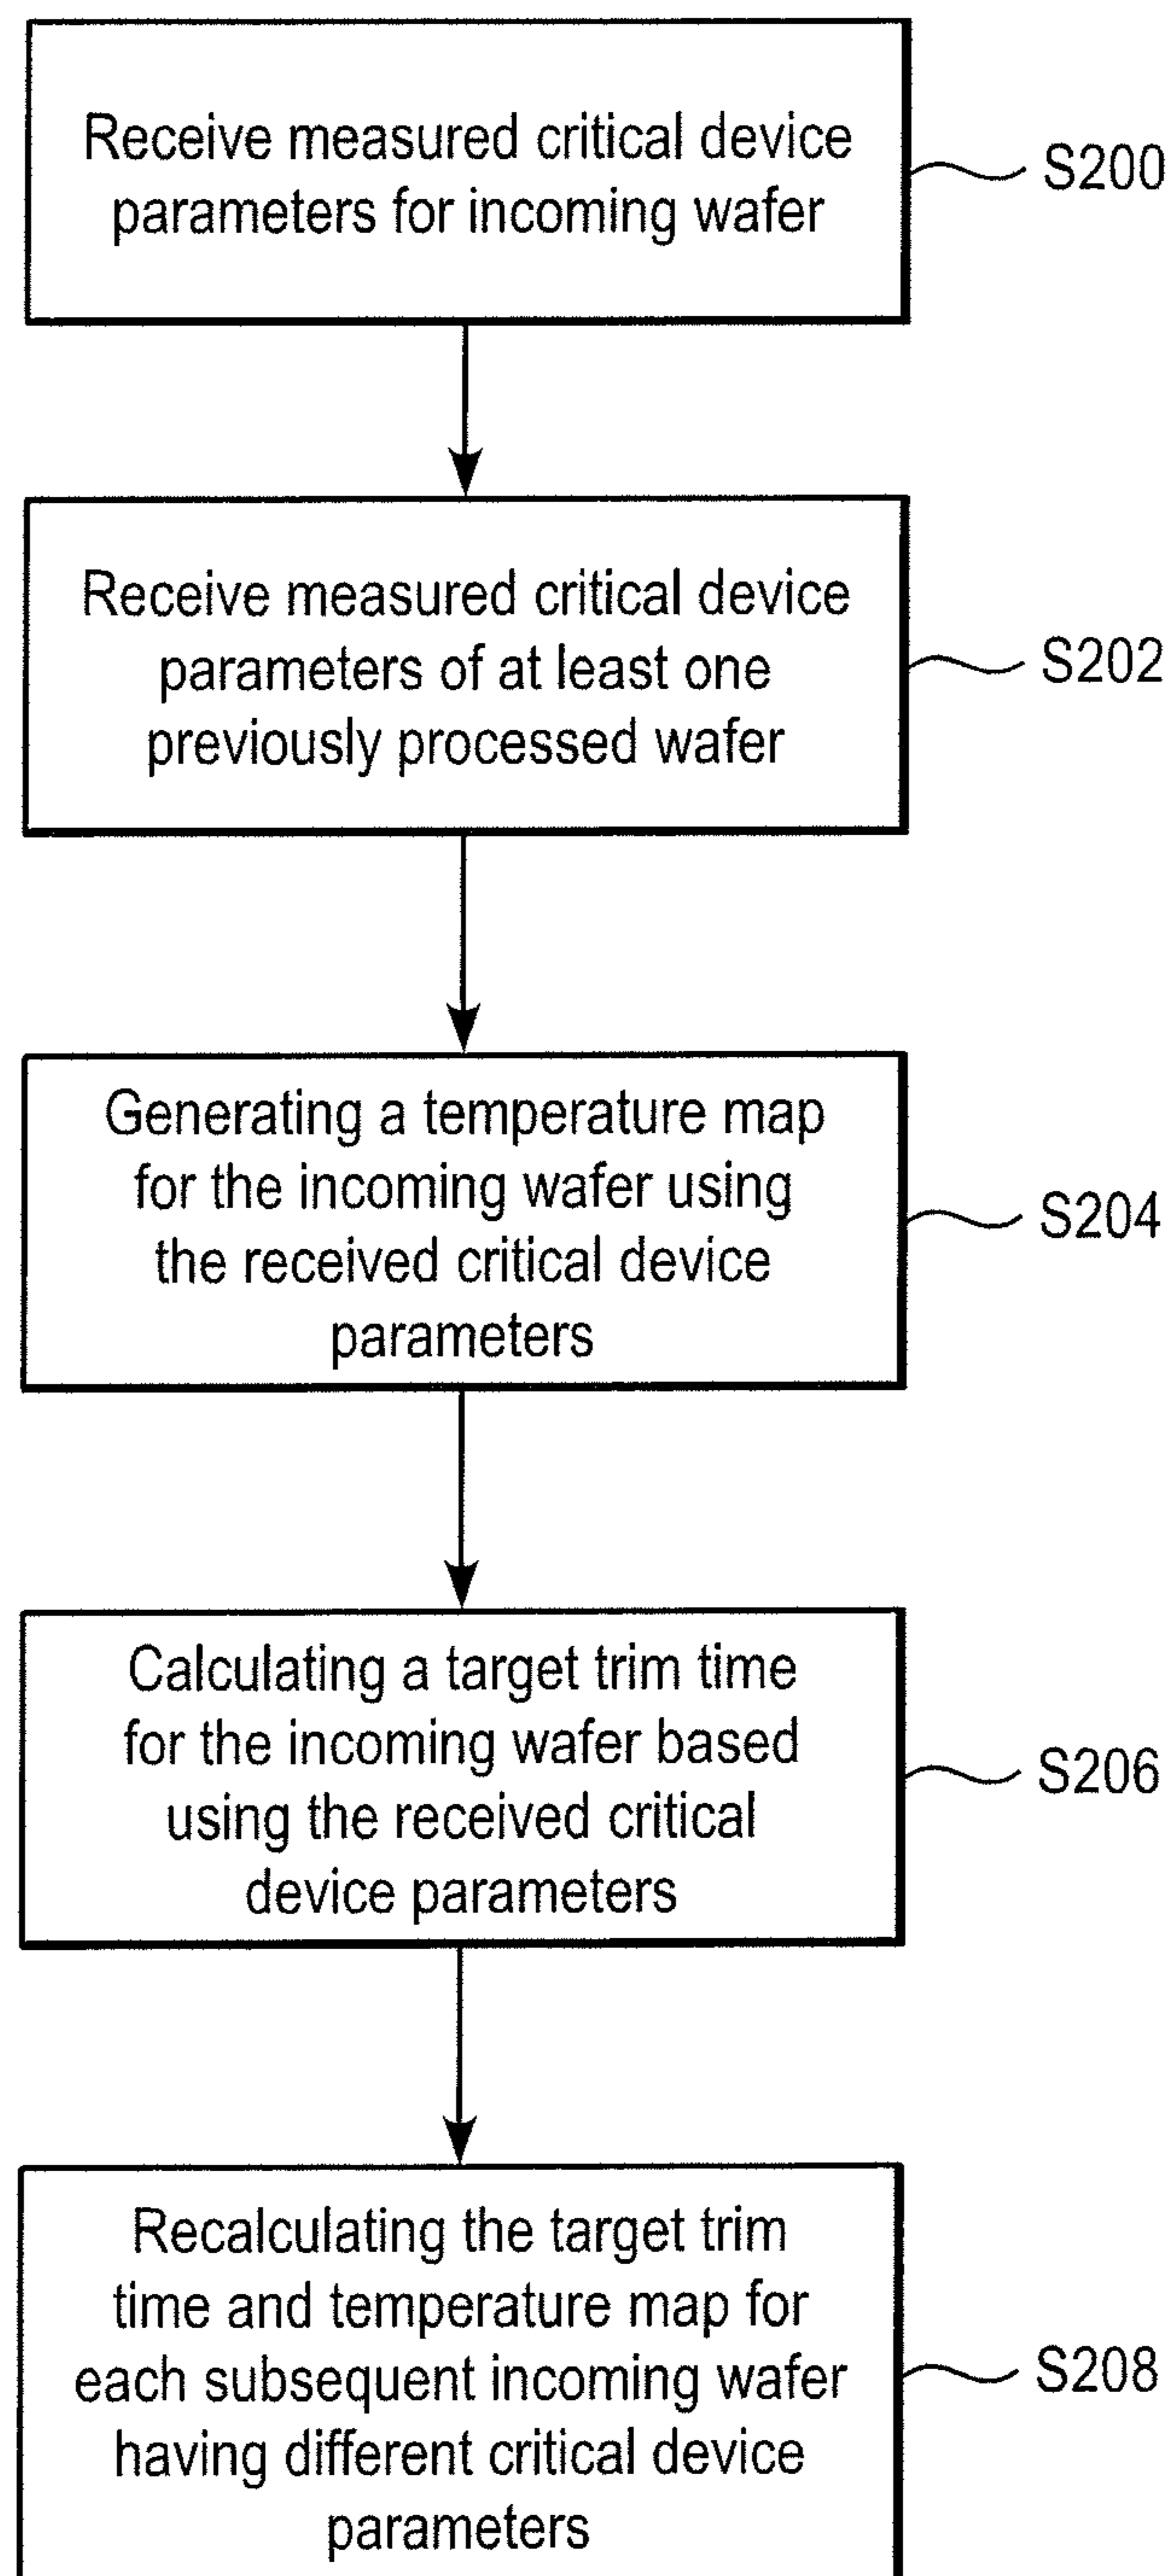 Receive measured critical device
parameters for incoming wafer
S200
Receive measured critical device
parameters of at least one
previously processed wafer
S202
Generating a temperature map
for the incoming wafer using
the received critical device
parameters
S204
Calculating a target trim time
for the incoming wafer based
using the received critical
device parameters
S206
Recalculating the target trim
time and temperature map for
each subsequent incoming wafer
having different critical device
parameters
S208